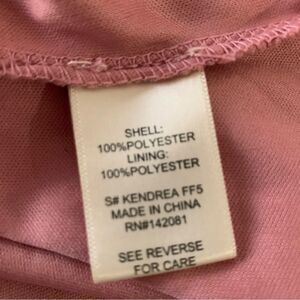 SHELL:
100%POLYESTER
LINING:
100%POLYESTER
S# KENDREA FF5
MADE IN CHINA
RN#142081
SEE REVERSE
FOR CARE